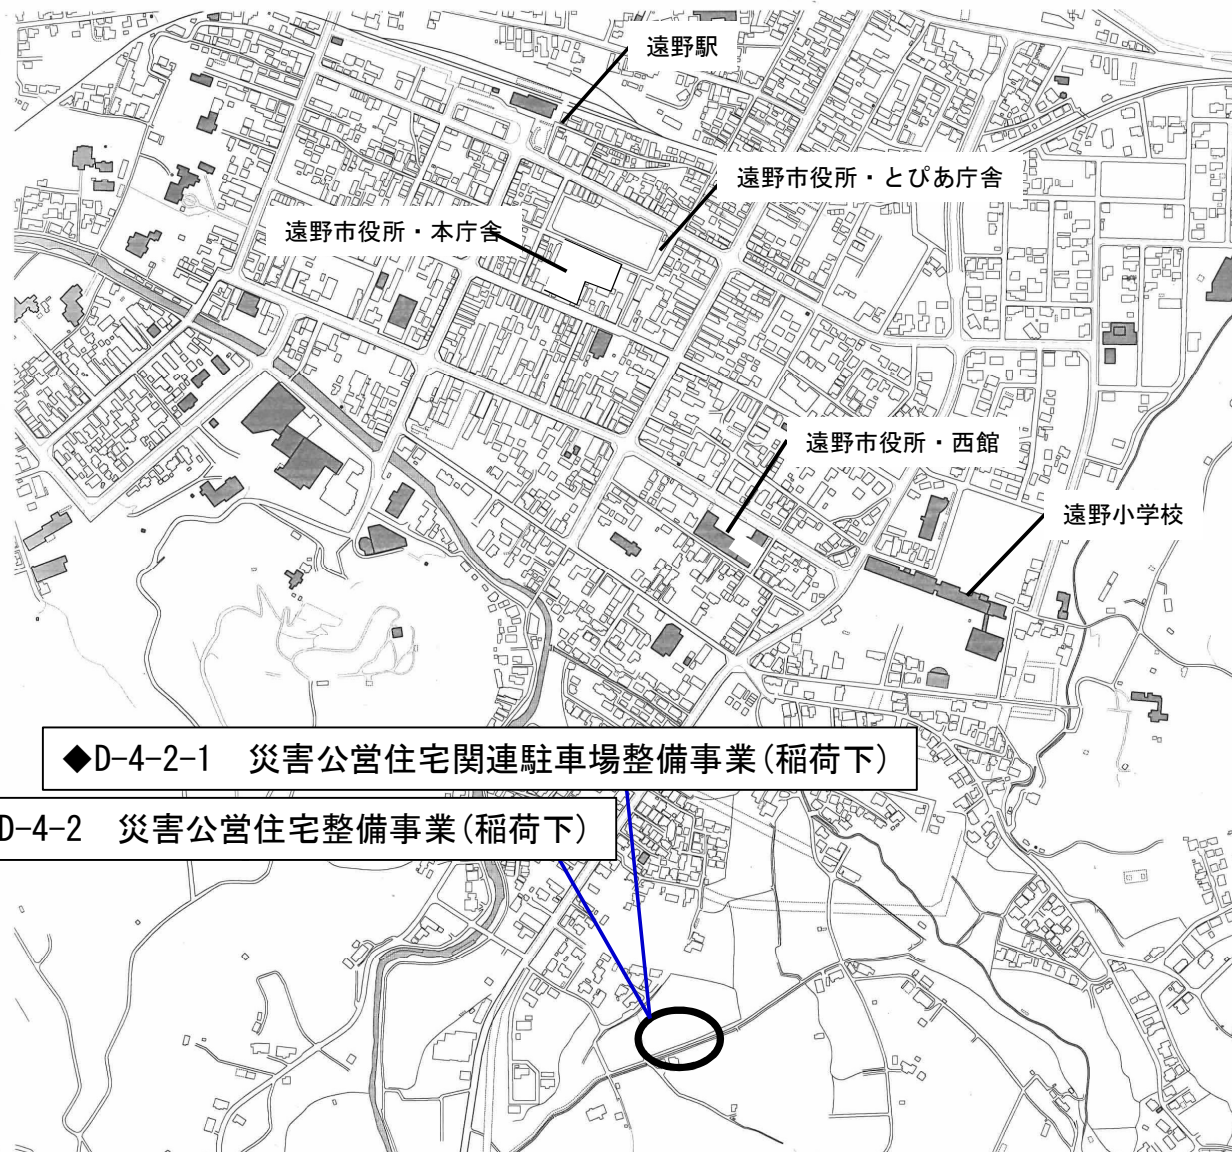 遠野駅
遠野市役所・とぴあ庁舎
遠野市役所・本庁舎
遠野市役所・西館
遠野小学校
◆D-4-2-1　災害公営住宅関連駐車場整備事業(稲荷下)
D-4-2　災害公営住宅整備事業(稲荷下)